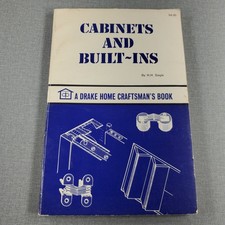 CABINETS
AND
BUILT-INS
A DRAKE HOME CRAFTSMAN'S BOOK